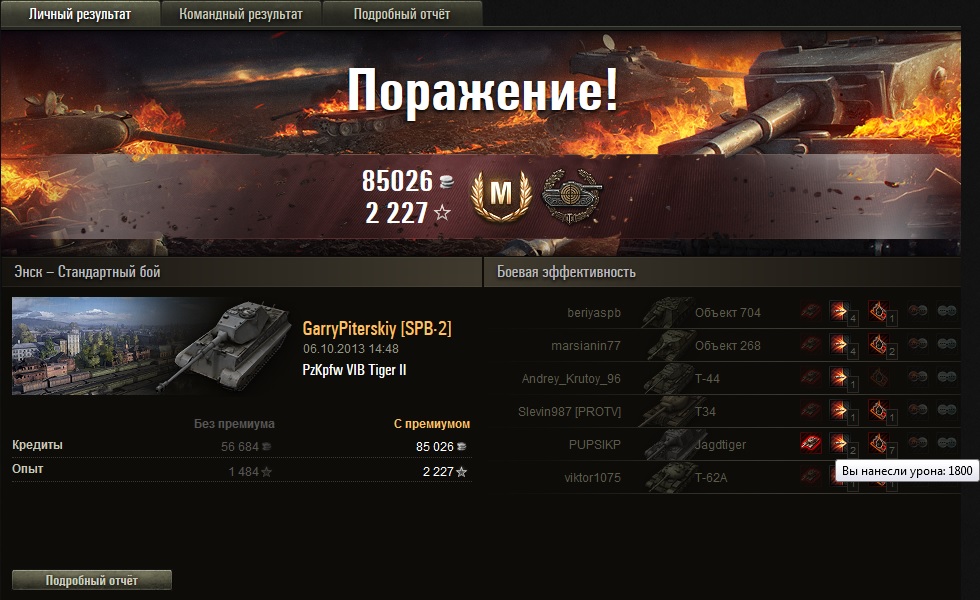 Личный результат Командный результат Подробный отчёт
Поражение!
85026
2 227
M
Энск – Стандартный бой
Боевая эффективность
GarryPiterskiy [SPB-2]
06.10.2013 14:48
PzKpfw VIB Tiger II
Без премиума С премиумом
Кредиты 56 684 85 026
Опыт 1 484 2 227
beriyaspb Объект 704 4 1
marsianin77 Объект 268 4 2
Andrey_Krutoy_96 T-44 1
Slevin987 [PROTV] T34 1 1
PUPSIKP Jagdtiger 2 7
Вы нанесли урона: 1800
viktor1075 T-62A 1 1
Подробный отчёт